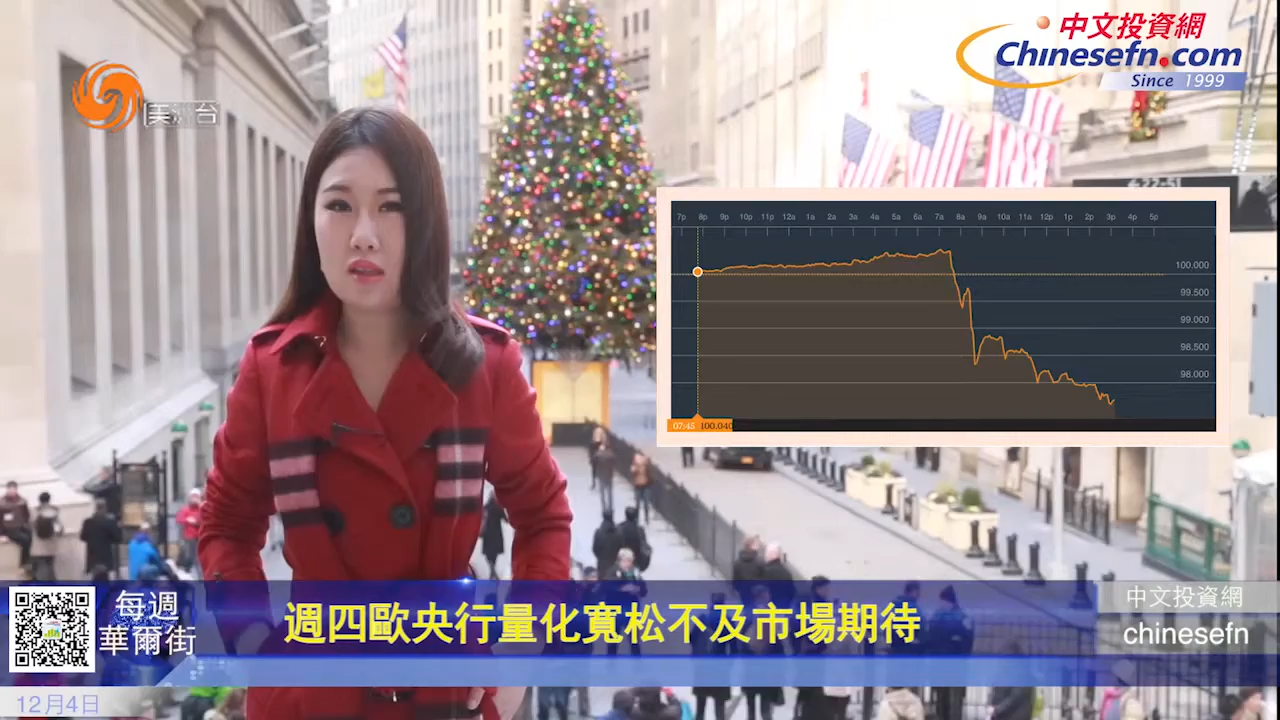 中文投資網
Chinesefn.com
Since 1999
美洲台
7p 8p 9p 10p 11p 12a 1a 2a 3a 4a 5a 6a 7a 8a 9a 10a 11a 12p 1p 2p 3p 4p 5p
100.000
99.500
99.000
98.500
98.000
07:45 100.040
每週
華爾街
週四歐央行量化寬松不及市場期待
中文投資網
chinesefn
12月4日